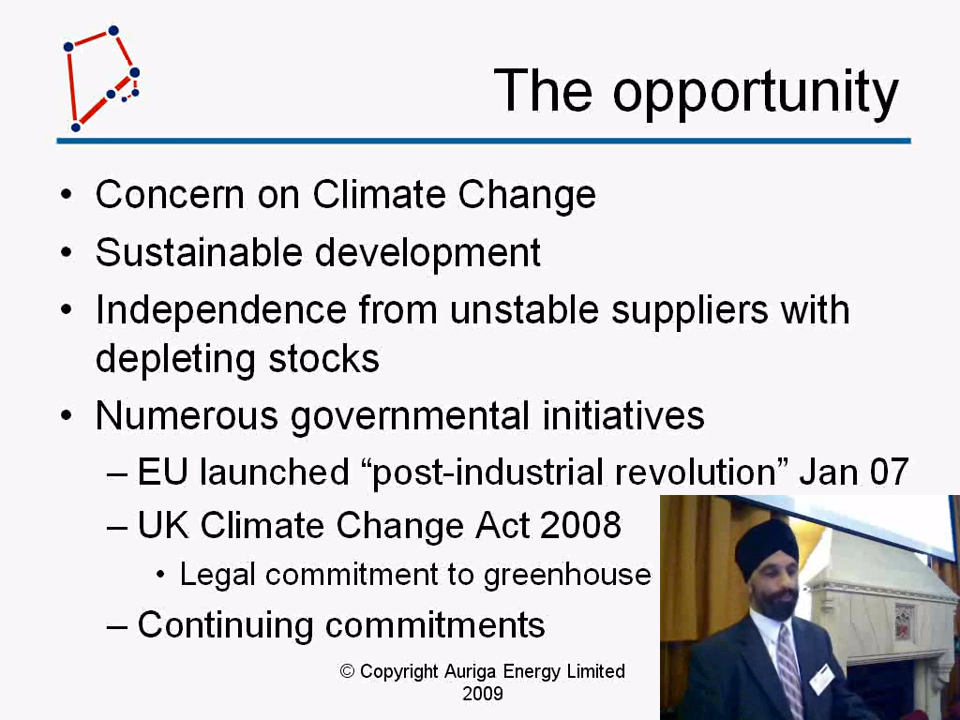 The opportunity
• Concern on Climate Change
• Sustainable development
• Independence from unstable suppliers with
depleting stocks
• Numerous governmental initiatives
– EU launched “post-industrial revolution” Jan 07
– UK Climate Change Act 2008
• Legal commitment to greenhouse
– Continuing commitments
© Copyright Auriga Energy Limited
2009